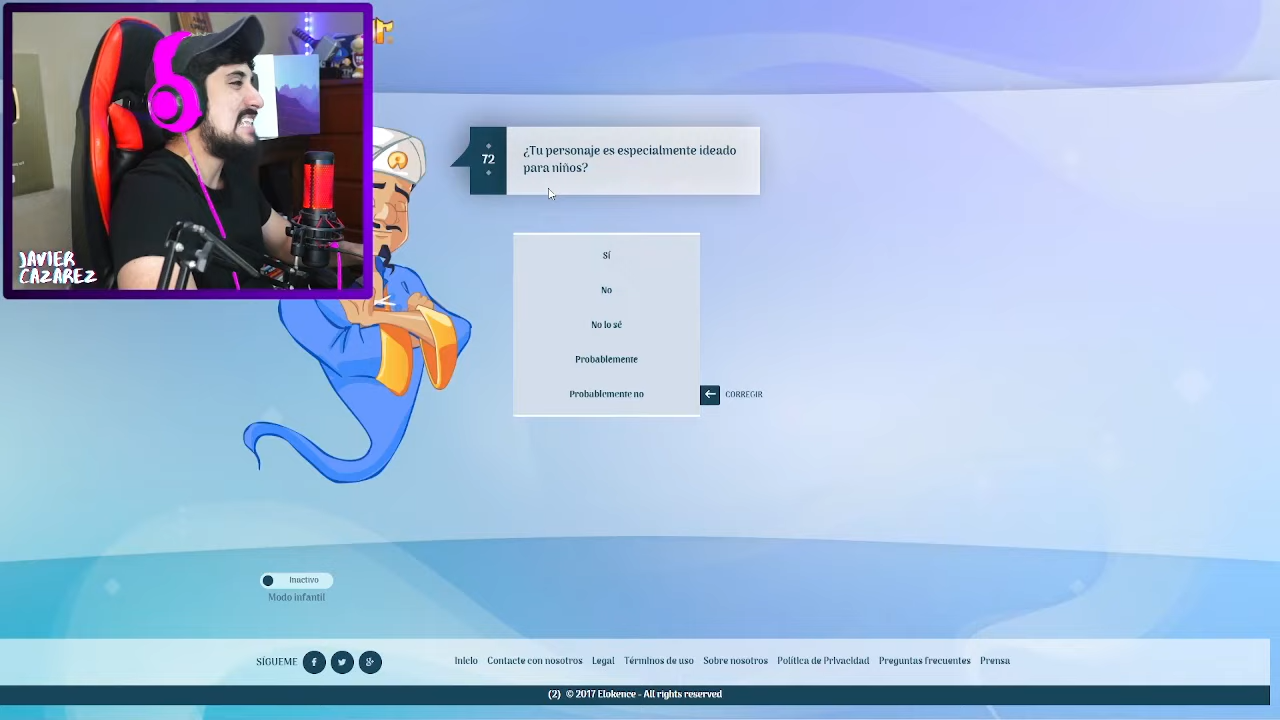 JAVIER
CAZAREZ
72
¿Tu personaje es especialmente ideado
para niños?
Sí
No
No lo sé
Probablemente
Probablemente no
CORREGIR
Inactivo
Modo infantil
SÍGUEME
Inicio Contacte con nosotros Legal Términos de uso Sobre nosotros Política de Privacidad Preguntas frecuentes Prensa
(2) © 2017 Elokence - All rights reserved